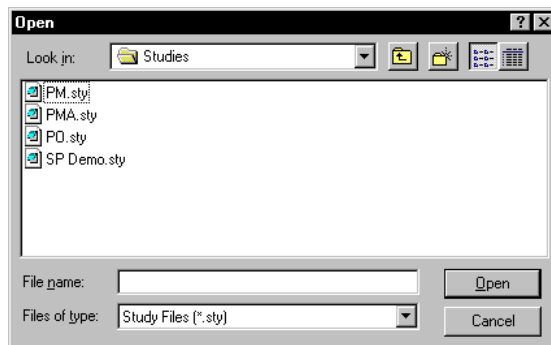 Open
Look in: Studies
PM.sty
PMA.sty
PO.sty
SP Demo.sty
File name: Open
Files of type: Study Files (*.sty) Cancel